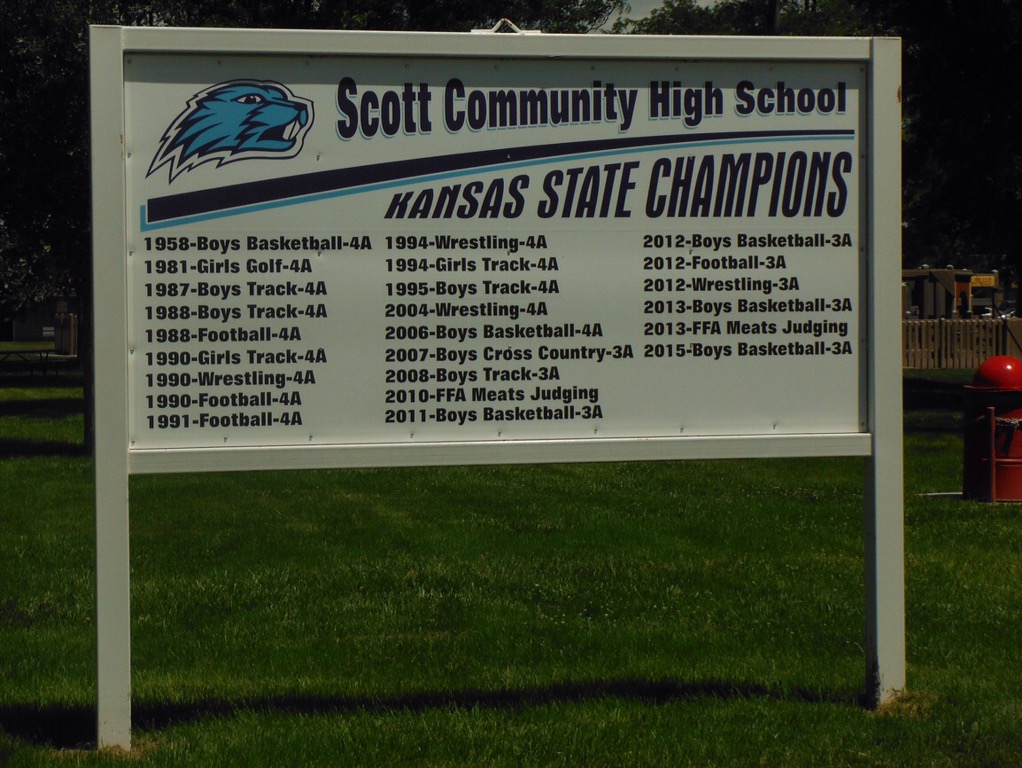 Scott Community High School
KANSAS STATE CHAMPIONS
1958-Boys Basketball-4A
1981-Girls Golf-4A
1987-Boys Track-4A
1988-Boys Track-4A
1988-Football-4A
1990-Girls Track-4A
1990-Wrestling-4A
1990-Football-4A
1991-Football-4A
1994-Wrestling-4A
1994-Girls Track-4A
1995-Boys Track-4A
2004-Wrestling-4A
2006-Boys Basketball-4A
2007-Boys Cross Country-3A
2008-Boys Track-3A
2010-FFA Meats Judging
2011-Boys Basketball-3A
2012-Boys Basketball-3A
2012-Football-3A
2012-Wrestling-3A
2013-Boys Basketball-3A
2013-FFA Meats Judging
2015-Boys Basketball-3A